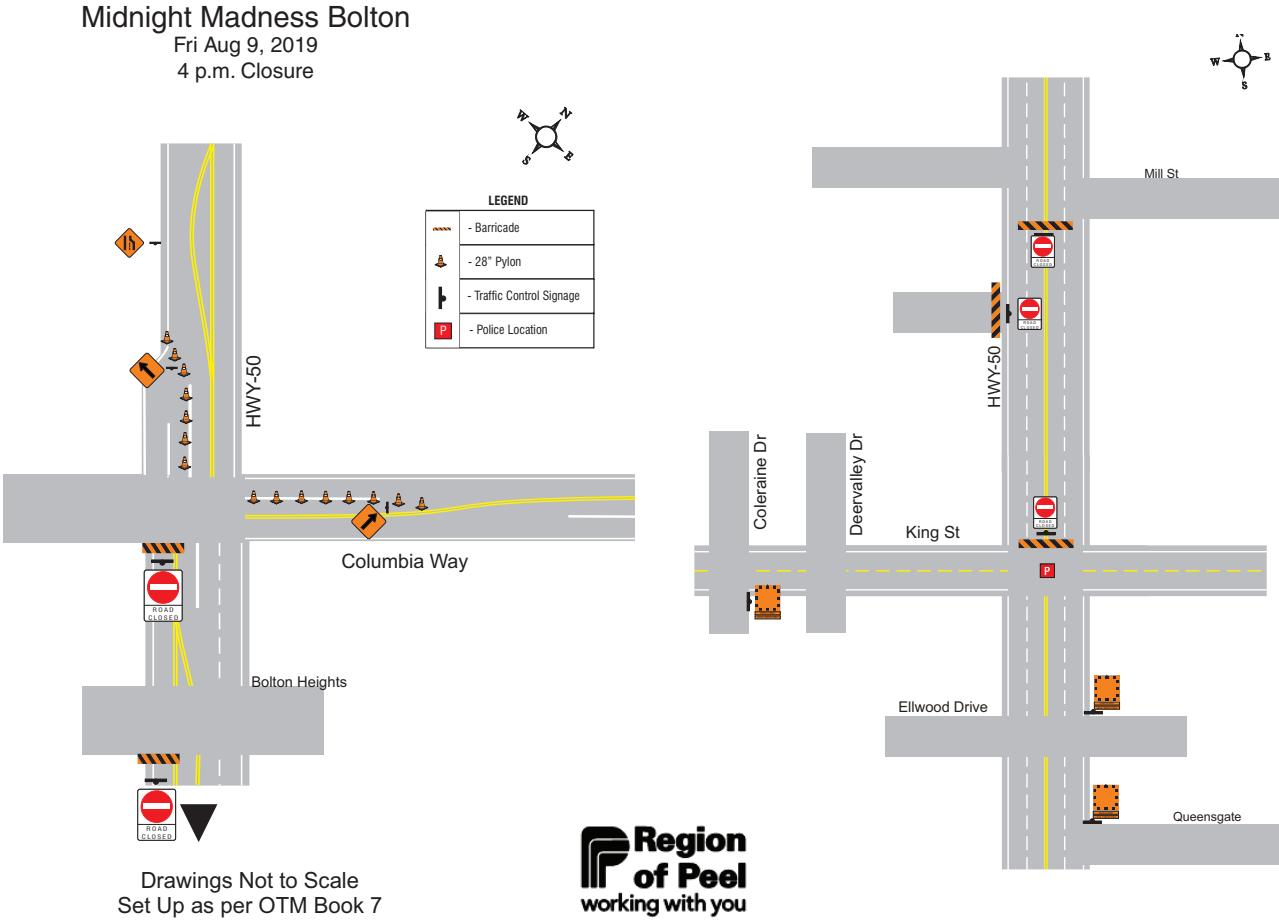 Midnight Madness Bolton
Fri Aug 9, 2019
4 p.m. Closure
N
W E
S
W N
S E
LEGEND
- Barricade
- 28" Pylon
- Traffic Control Signage
P - Police Location
Mill St
ROAD
CLOSED
ROAD
CLOSED
HWY-50
HWY-50
Coleraine Dr
Deervalley Dr
King St
ROAD
CLOSED
P
Columbia Way
ROAD
CLOSED
Bolton Heights
Ellwood Drive
ROAD
CLOSED
Queensgate
Drawings Not to Scale
Set Up as per OTM Book 7
Region
of Peel
working with you